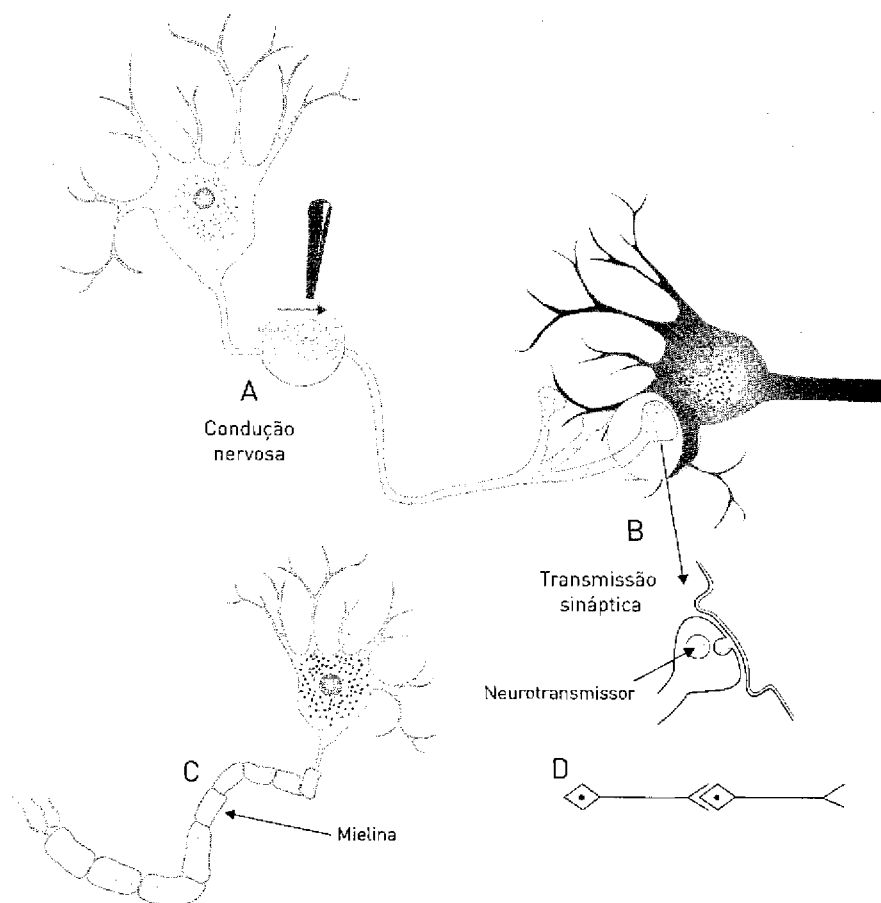 A
Condução
nervosa
B
Transmissão
sináptica
Neurotransmissor
C
Mielina
D